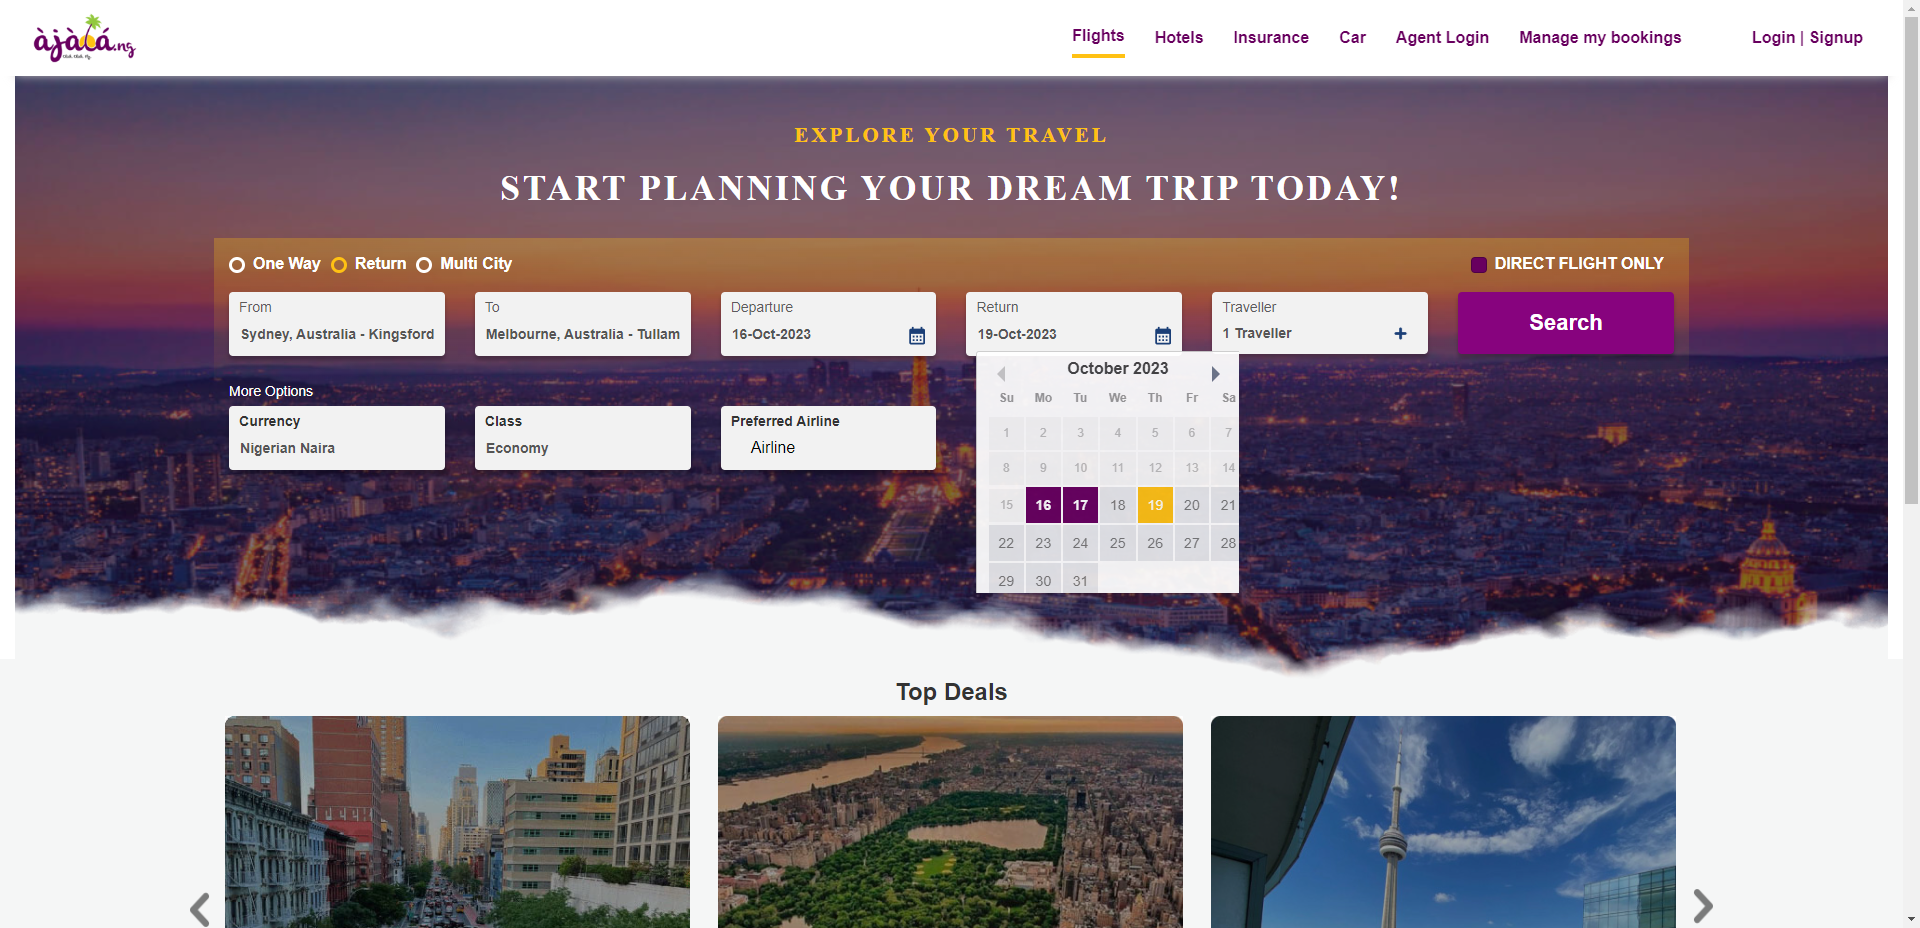 àjàlá.ng
Flights
Hotels
Insurance
Car
Agent Login
Manage my bookings
Login | Signup
EXPLORE YOUR TRAVEL
START PLANNING YOUR DREAM TRIP TODAY!
One Way
Return
Multi City
DIRECT FLIGHT ONLY
From
Sydney, Australia - Kingsford
To
Melbourne, Australia - Tullam
Departure
16-Oct-2023
Return
19-Oct-2023
Traveller
1 Traveller
+
Search
More Options
Currency
Nigerian Naira
Class
Economy
Preferred Airline
Airline
October 2023
Su Mo Tu We Th Fr Sa
1 2 3 4 5 6 7
8 9 10 11 12 13 14
15 16 17 18 19 20 21
22 23 24 25 26 27 28
29 30 31
Top Deals